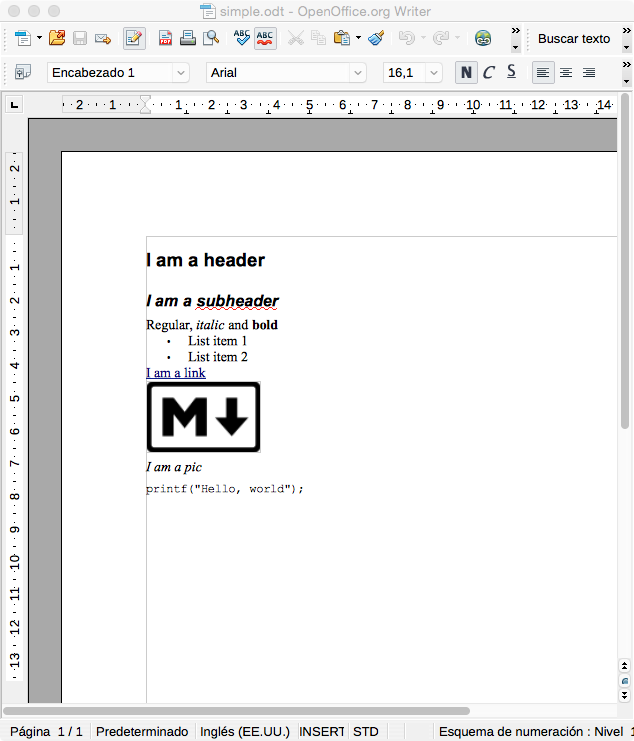 simple.odt - OpenOffice.org Writer
ABC ABC Buscar texto
Encabezado 1 Arial 16,1 N C S
2 1 1 2 3 4 5 6 7 8 9 10 11 12 13 14
2
1
1
2
3
4
5
6
7
8
9
10
11
12
13
I am a header
I am a subheader
Regular, italic and bold
• List item 1
• List item 2
I am a link
M
I am a pic
printf("Hello, world");
Página 1 / 1 Predeterminado Inglés (EE.UU.) INSERT STD Esquema de numeración : Nivel 1